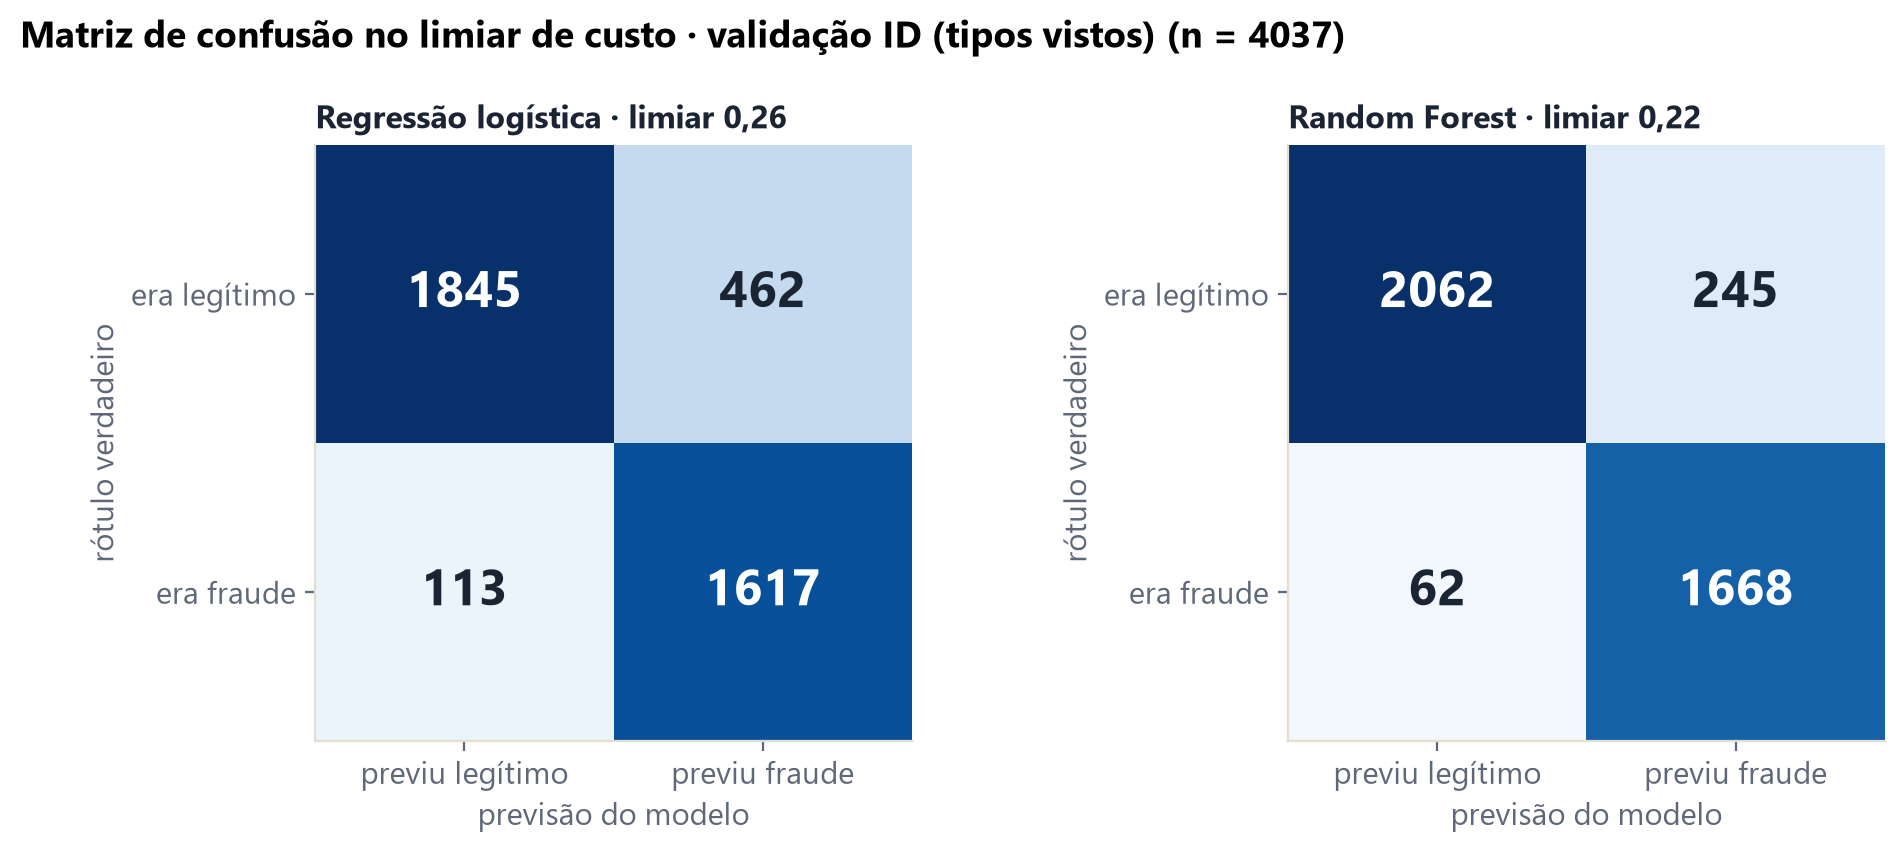 Matriz de confusão no limiar de custo · validação ID (tipos vistos) (n = 4037)
Regressão logística · limiar 0,26
rótulo verdadeiro
era legítimo
1845
462
era fraude
113
1617
previu legítimo
previu fraude
previsão do modelo
Random Forest · limiar 0,22
rótulo verdadeiro
era legítimo
2062
245
era fraude
62
1668
previu legítimo
previu fraude
previsão do modelo